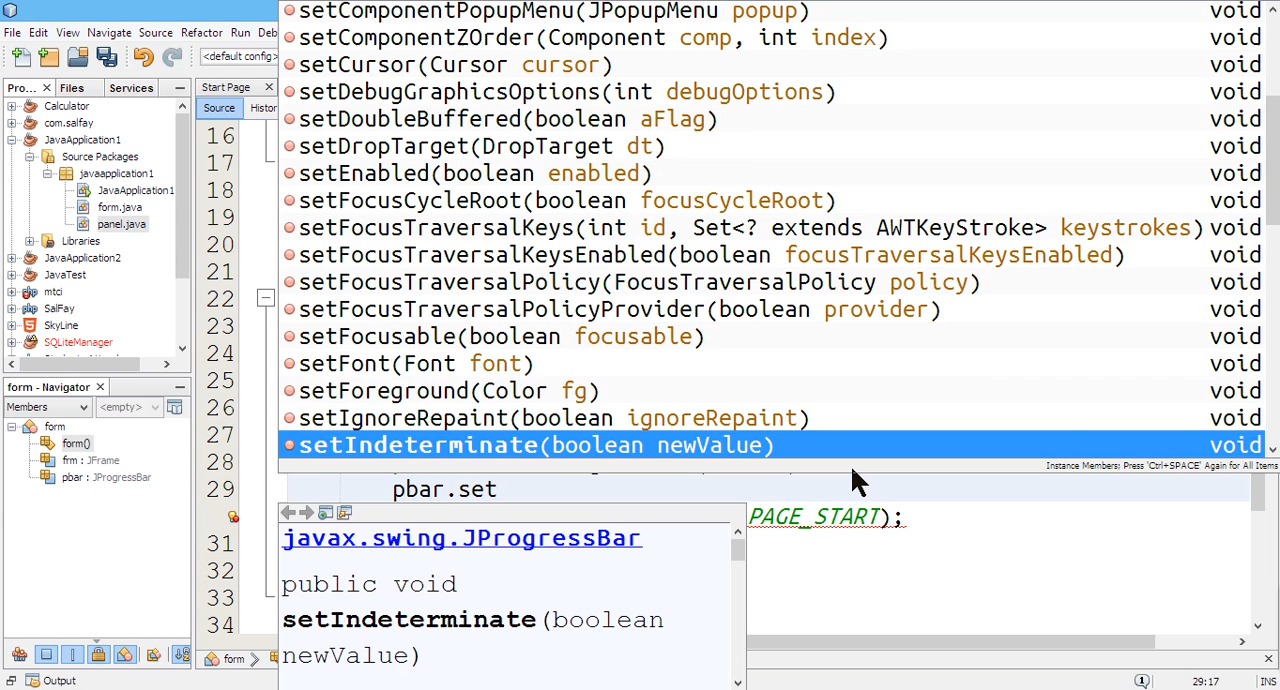 setComponentPopupMenu(JPopupMenu popup) void
File Edit View Navigate Source Refactor Run Deb
setComponentZOrder(Component comp, int index) void
<default config>
setCursor(Cursor cursor) void
Pro... Files Services
Start Page
setDebugGraphicsOptions(int debugOptions) void
Calculator
Source Histor
setDoubleBuffered(boolean aFlag) void
com.salfay
16
JavaApplication1
setDropTarget(DropTarget dt) void
Source Packages
17
setEnabled(boolean enabled) void
javaapplication1
JavaApplication1
18
setFocusCycleRoot(boolean focusCycleRoot) void
form.java
19
setFocusTraversalKeys(int id, Set<? extends AWTKeyStroke> keystrokes) void
panel.java
Libraries
20
setFocusTraversalKeysEnabled(boolean focusTraversalKeysEnabled) void
JavaApplication2
JavaTest
21
setFocusTraversalPolicy(FocusTraversalPolicy policy) void
mtci
22
setFocusTraversalPolicyProvider(boolean provider) void
SalFay
SkyLine
23
setFocusable(boolean focusable) void
SQLiteManager
24
setFont(Font font) void
25
setForeground(Color fg) void
form - Navigator
Members <empty>
26
setIgnoreRepaint(boolean ignoreRepaint) void
form
27
setIndeterminate(boolean newValue) void
form()
frm : JFrame
28
Instance Members; Press 'Ctrl+SPACE' Again for All Items
pbar : JProgressBar
29
pbar.set
PAGE_START);
31
javax.swing.JProgressBar
32
public void
33
setIndeterminate(boolean
34
newValue)
form
Output
1
29:17
INS